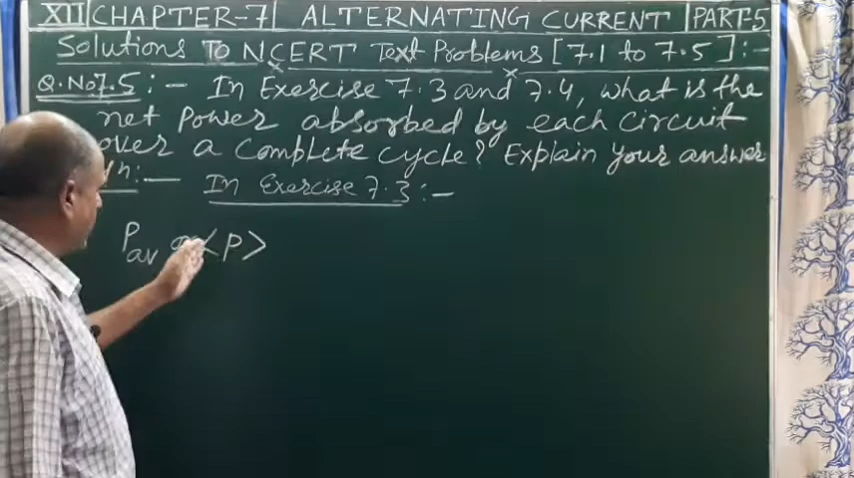 XII CHAPTER-7 ALTERNATING CURRENT PART-5
Solutions To NCERT Text Problems [7.1 to 7.5]:-
Q.No7.5:- In Exercise 7.3 and 7.4, what is the
net Power absorbed by each circuit
over a complete cycle? Explain your answer
In Exercise 7.3:-
Pav <P>